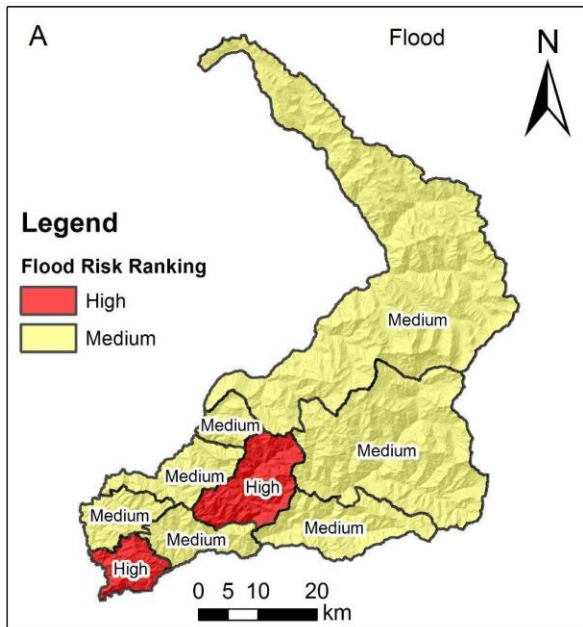 A
Flood
N
Legend
Flood Risk Ranking
High
Medium
Medium
Medium
Medium
Medium
High
Medium
Medium
Medium
High
0 5 10 20
km